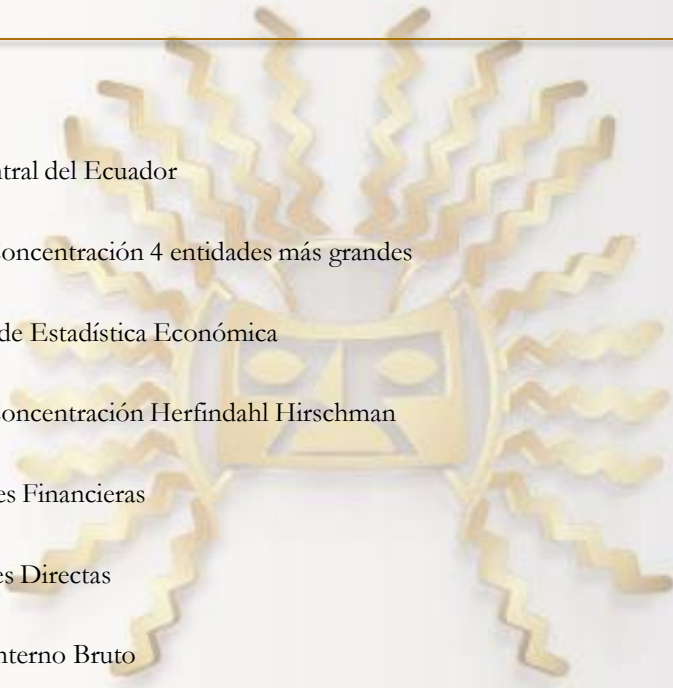 ntral del Ecuador
oncentración 4 entidades más grandes
de Estadística Económica
oncentración Herfindahl Hirschman
es Financieras
es Directas
nterno Bruto